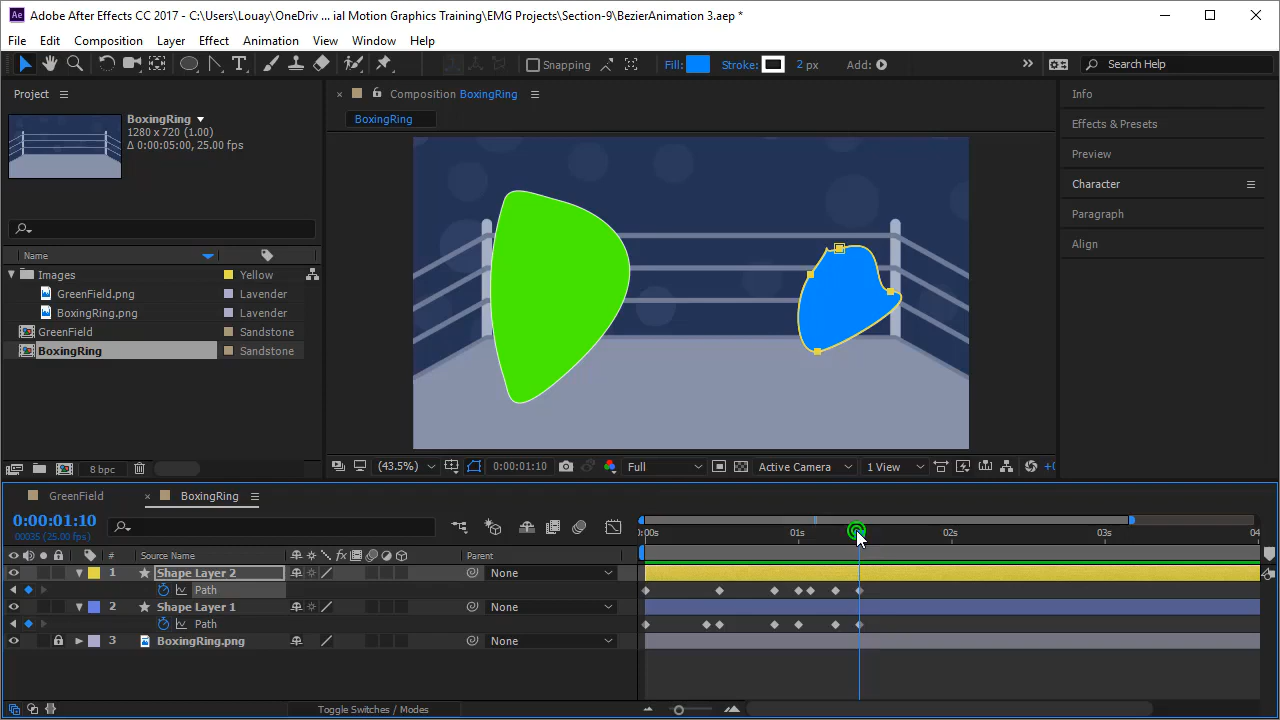 Adobe After Effects CC 2017 - C:\Users\Louay\OneDriv ... ial Motion Graphics Training\EMG Projects\Section-9\BezierAnimation 3.aep *
File Edit Composition Layer Effect Animation View Window Help
Snapping Fill: Stroke: 2 px Add: Search Help
Project
Composition BoxingRing
Info
BoxingRing
1280 x 720 (1.00)
Δ 0:00:05:00, 25.00 fps
BoxingRing
Effects & Presets
Preview
Character
Paragraph
Align
Name
Images Yellow
GreenField.png Lavender
BoxingRing.png Lavender
GreenField Sandstone
BoxingRing Sandstone
8 bpc
(43.5%) 0:00:01:10 Full Active Camera 1 View +0
GreenField BoxingRing
0:00:01:10
00035 (25.00 fps)
:00s 01s 02s 03s 04
# Source Name Parent
1 Shape Layer 2 None
Path
2 Shape Layer 1 None
Path
3 BoxingRing.png None
Toggle Switches / Modes